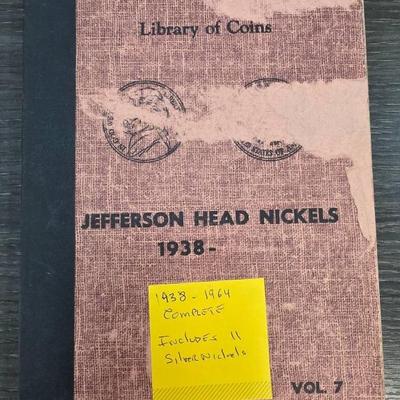 Library of Coins
JEFFERSON HEAD NICKELS
1938-
1938 - 1964
COMPLETE
INCLUDES 11
Silver Nickels
VOL. 7